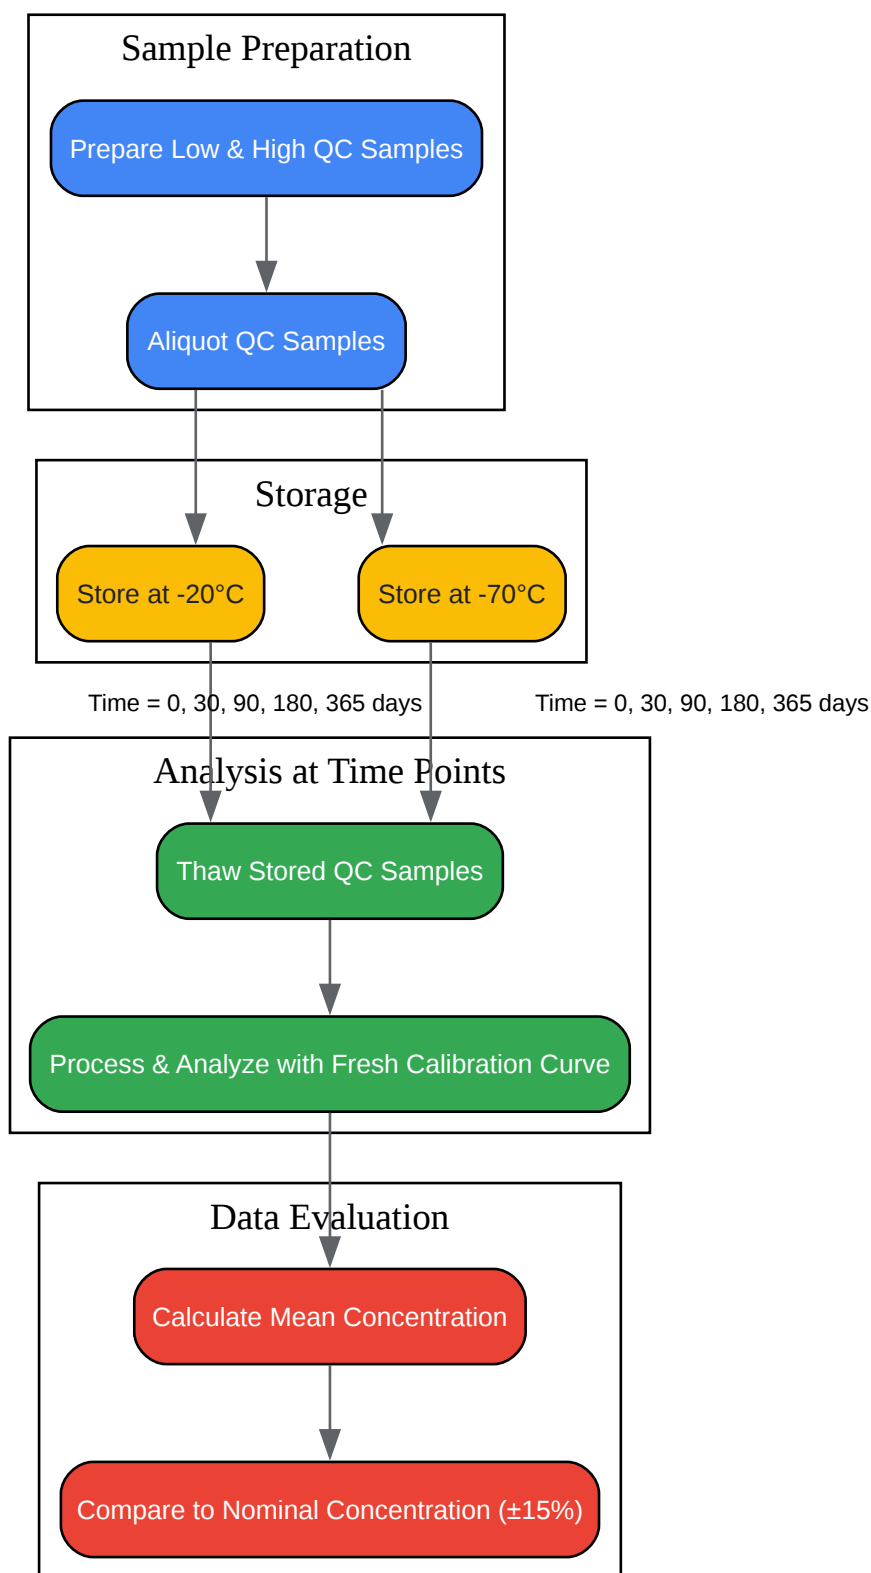 Sample Preparation
Prepare Low & High QC Samples
Aliquot QC Samples
Storage
Store at -20°C
Store at -70°C
Time = 0, 30, 90, 180, 365 days
Time = 0, 30, 90, 180, 365 days
Analysis at Time Points
Thaw Stored QC Samples
Process & Analyze with Fresh Calibration Curve
Data Evaluation
Calculate Mean Concentration
Compare to Nominal Concentration (±15%)